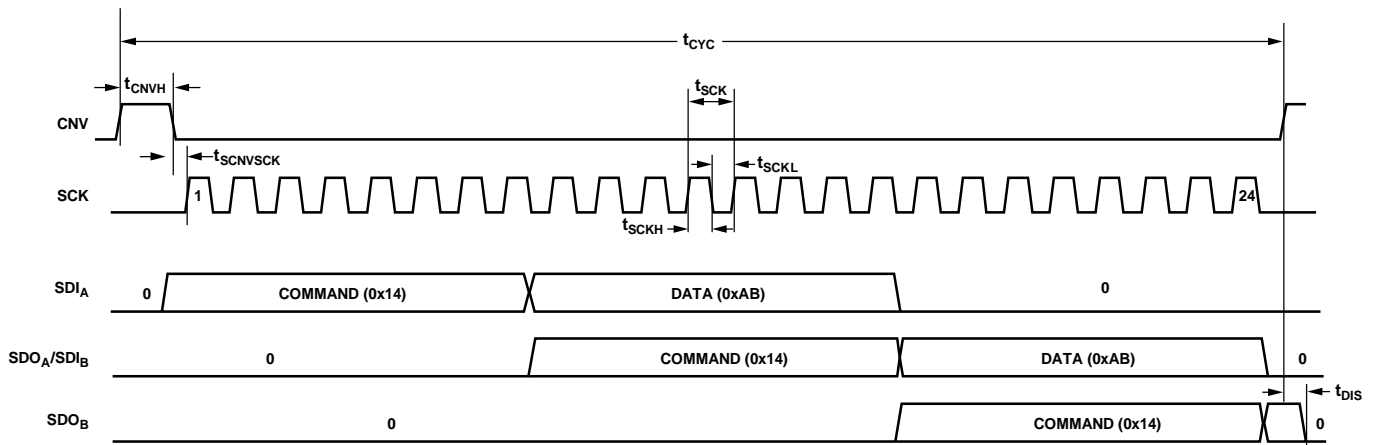 tCYC
tCNVH
tSCK
CNV
tSCNVSCK
tSCKL
SCK
1
24
tSCKH
SDIA
0
COMMAND (0x14)
DATA (0xAB)
0
SDOA/SDIB
0
COMMAND (0x14)
DATA (0xAB)
0
tDIS
SDOB
0
COMMAND (0x14)
0